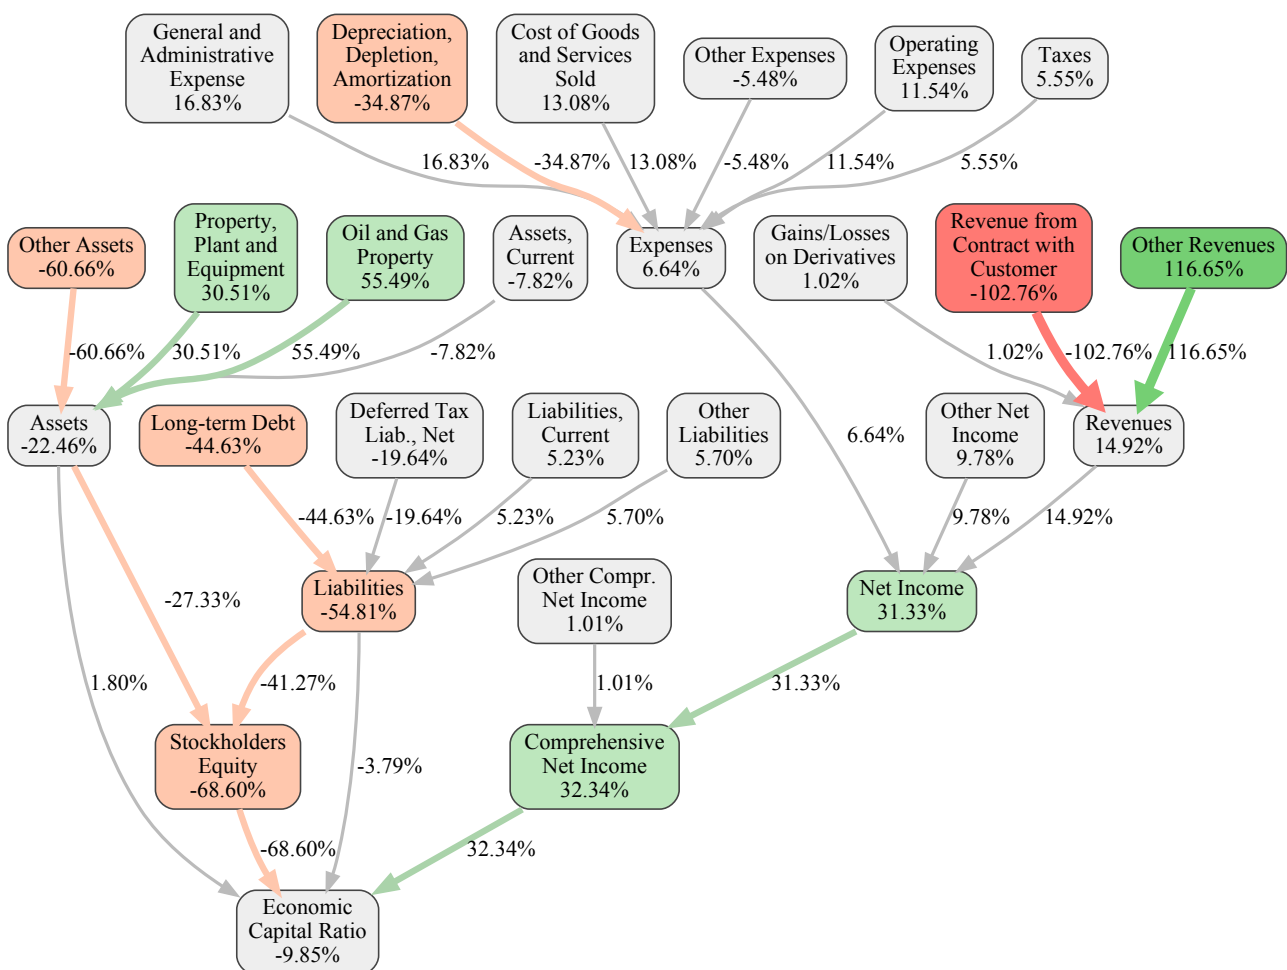 General and
Administrative
Expense
16.83%
Depreciation,
Depletion,
Amortization
-34.87%
Cost of Goods
and Services
Sold
13.08%
Other Expenses
-5.48%
Operating
Expenses
11.54%
Taxes
5.55%
16.83%
-34.87%
13.08%
-5.48%
11.54%
5.55%
Other Assets
-60.66%
Property,
Plant and
Equipment
30.51%
Oil and Gas
Property
55.49%
Assets,
Current
-7.82%
Expenses
6.64%
Gains/Losses
on Derivatives
1.02%
Revenue from
Contract with
Customer
-102.76%
Other Revenues
116.65%
-60.66%
30.51%
55.49%
-7.82%
1.02%
-102.76%
116.65%
Assets
-22.46%
Long-term Debt
-44.63%
Deferred Tax
Liab., Net
-19.64%
Liabilities,
Current
5.23%
Other
Liabilities
5.70%
6.64%
Other Net
Income
9.78%
Revenues
14.92%
-44.63%
-19.64%
5.23%
5.70%
9.78%
14.92%
-27.33%
Liabilities
-54.81%
Other Compr.
Net Income
1.01%
Net Income
31.33%
1.80%
-41.27%
1.01%
31.33%
Stockholders
Equity
-68.60%
-3.79%
Comprehensive
Net Income
32.34%
-68.60%
32.34%
Economic
Capital Ratio
-9.85%